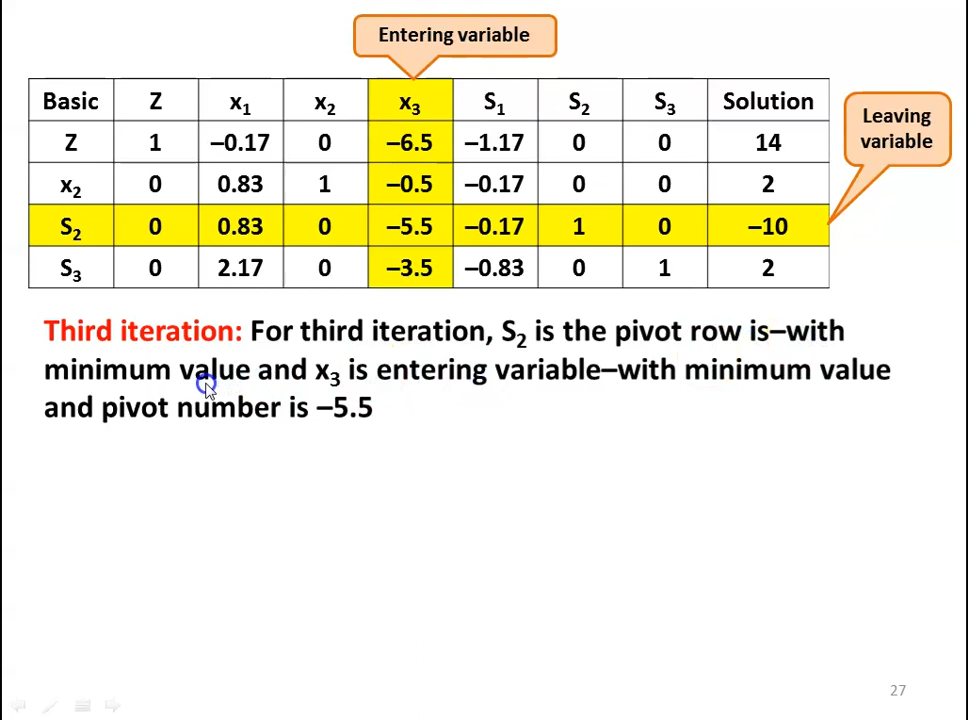 Entering variable
Basic Z x₁ x₂ x₃ S₁ S₂ S₃ Solution
Z 1 –0.17 0 –6.5 –1.17 0 0 14
x₂ 0 0.83 1 –0.5 –0.17 0 0 2
S₂ 0 0.83 0 –5.5 –0.17 1 0 –10
S₃ 0 2.17 0 –3.5 –0.83 0 1 2
Leaving
variable
Third iteration: For third iteration, S₂ is the pivot row is–with
minimum value and x₃ is entering variable–with minimum value
and pivot number is –5.5
27